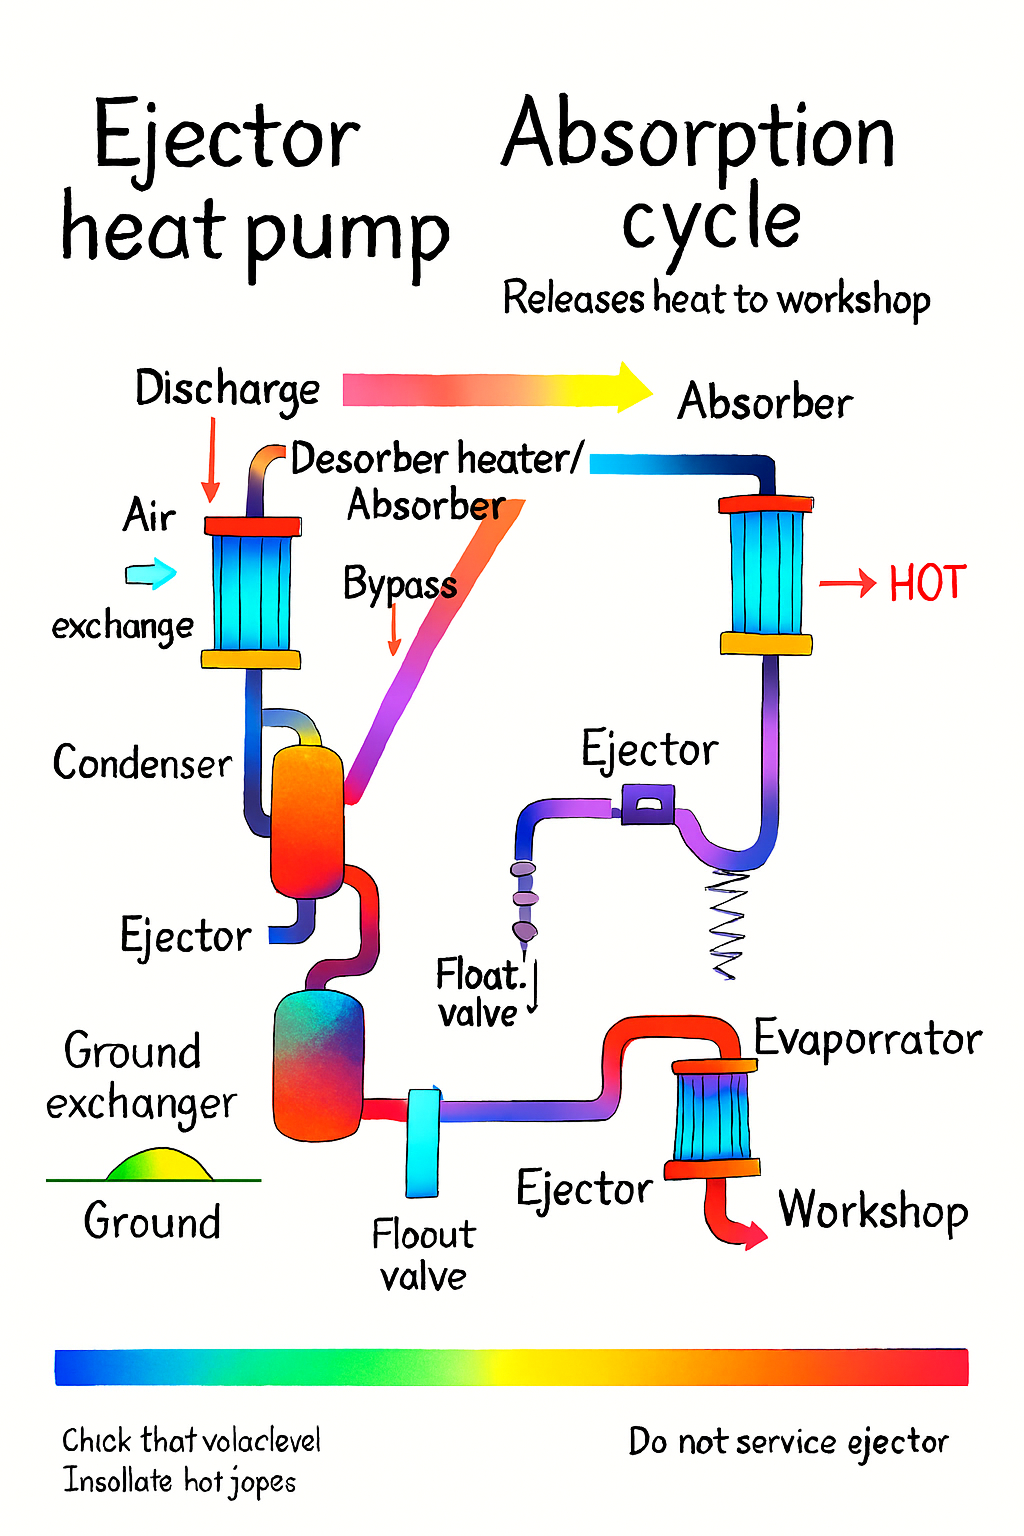 Ejector
heat pump
Absorption
cycle
Releases heat to workshop
Discharge
Absorber
Desorber heater/
Absorber
Air
exchange
Bypass
HOT
Condenser
Ejector
Ejector
Float.
valve
Ground
exchanger
Evaporrator
Ejector
Workshop
Ground
Floout
valve
Chick that volaclevel
Insollate hot jopes
Do not service ejector